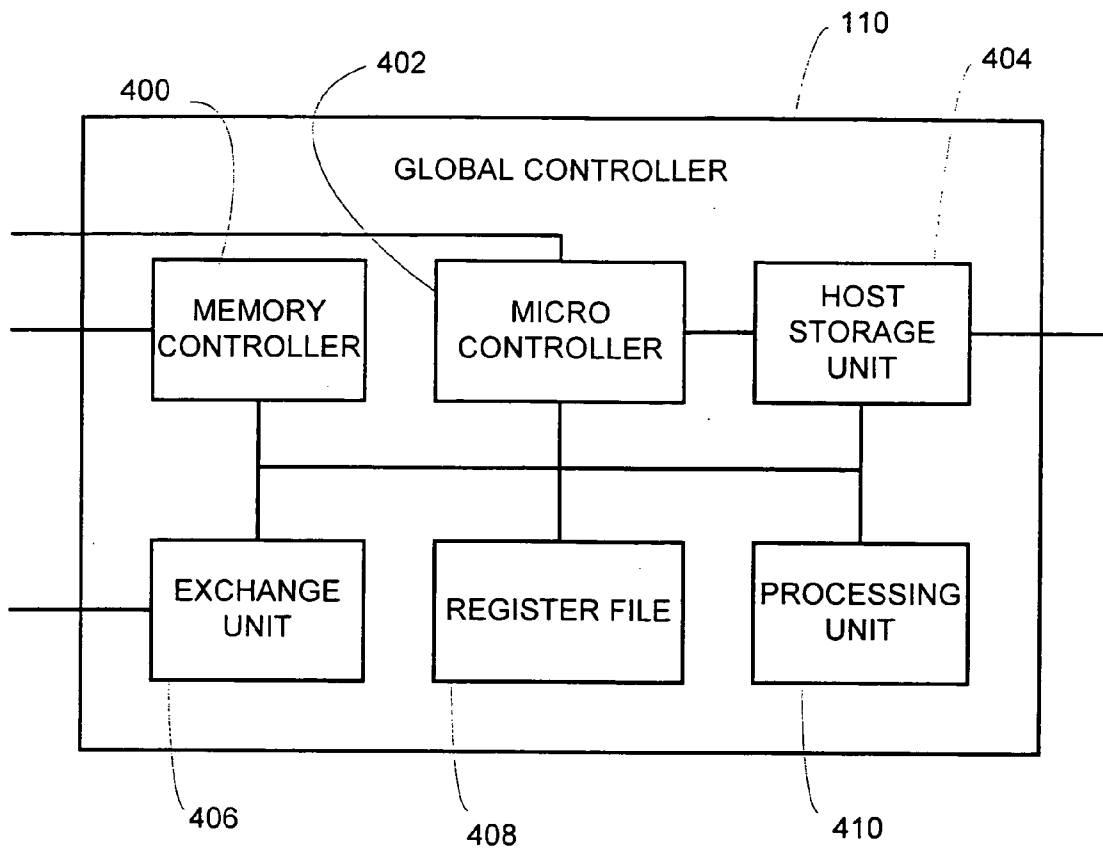 110
402
404
400
GLOBAL CONTROLLER
MEMORY
CONTROLLER
MICRO
CONTROLLER
HOST
STORAGE
UNIT
EXCHANGE
UNIT
REGISTER FILE
PROCESSING
UNIT
406
408
410